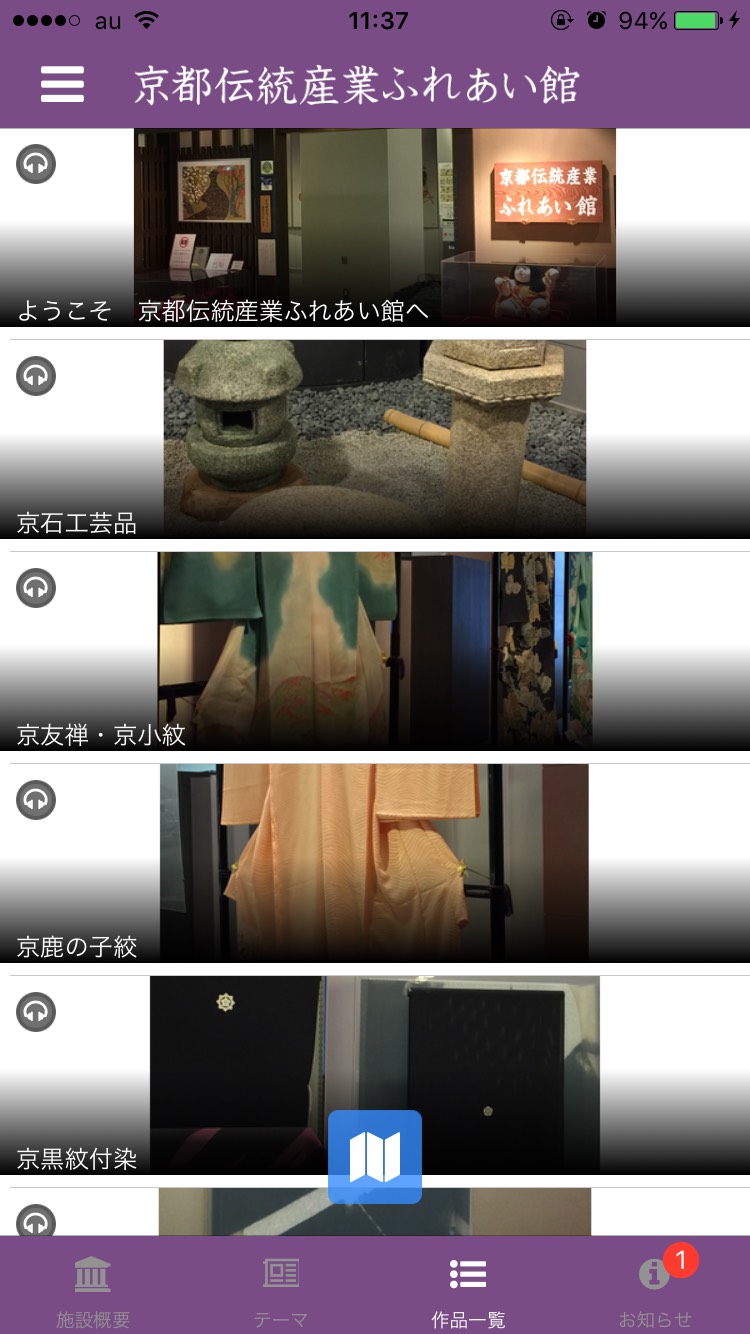 au 11:37 94%
京都伝統産業ふれあい館
京都伝統産業
ふれあい館
ようこそ　京都伝統産業ふれあい館へ
京石工芸品
京友禅・京小紋
京鹿の子絞
京黒紋付染
1
施設概要 テーマ 作品一覧 お知らせ